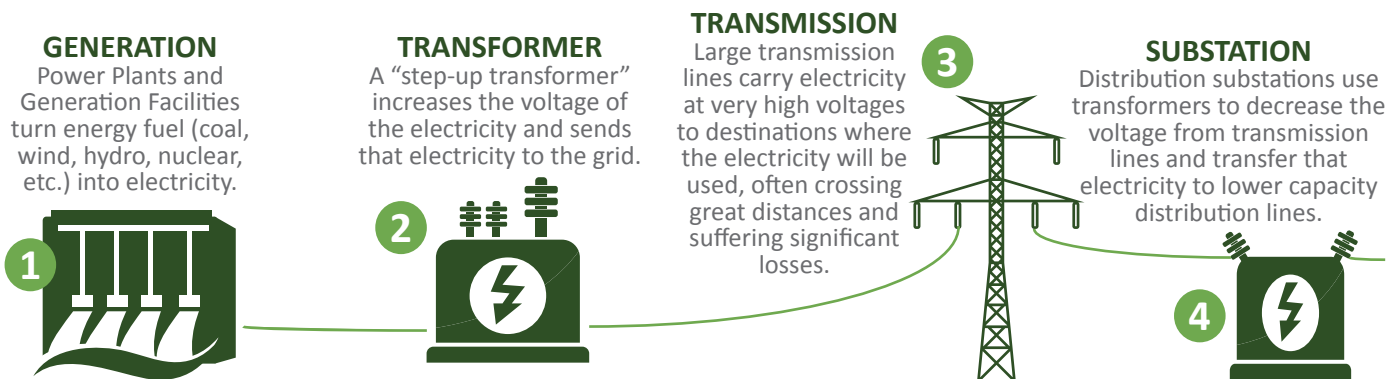 GENERATION
Power Plants and
Generation Facilities
turn energy fuel (coal,
wind, hydro, nuclear,
etc.) into electricity.
1
TRANSFORMER
A “step-up transformer”
increases the voltage of
the electricity and sends
that electricity to the grid.
2
TRANSMISSION
Large transmission
lines carry electricity
at very high voltages
to destinations where
the electricity will be
used, often crossing
great distances and
suffering significant
losses.
3
SUBSTATION
Distribution substations use
transformers to decrease the
voltage from transmission
lines and transfer that
electricity to lower capacity
distribution lines.
4